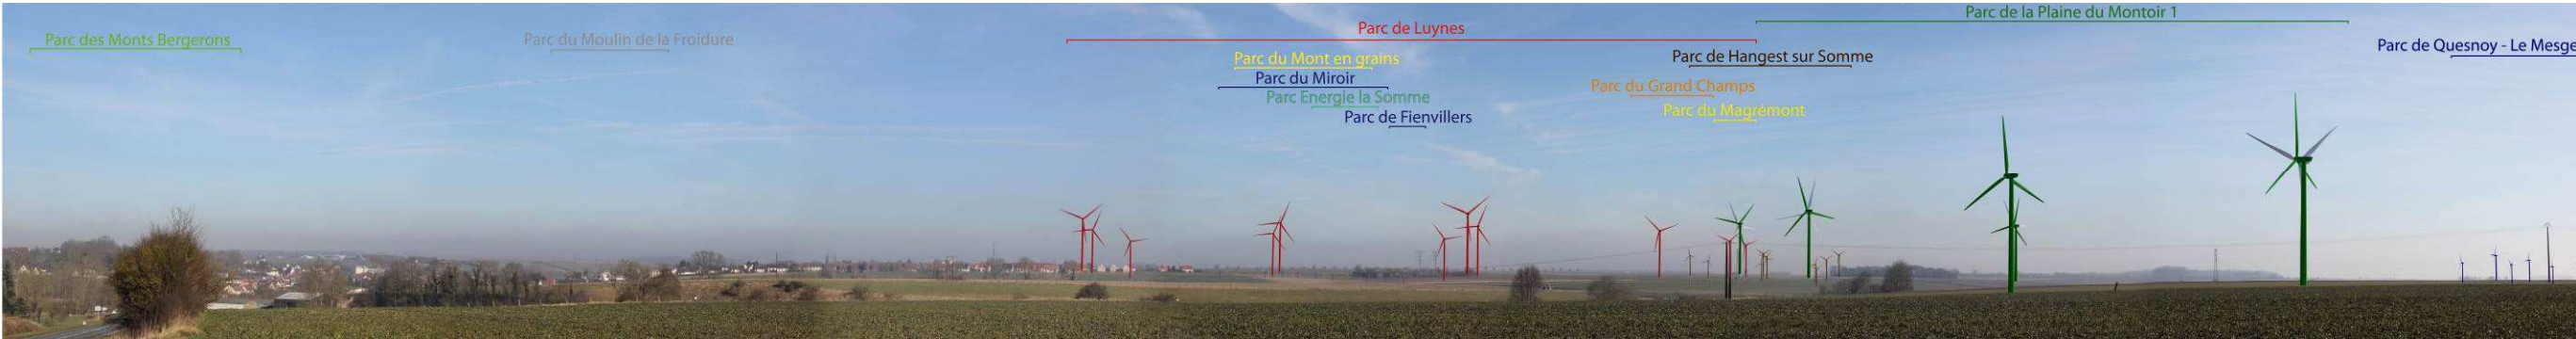 Parc des Monts Bergerons
Parc du Moulin de la Froidure
Parc de Luynes
Parc du Mont en grains
Parc du Miroir
Parc Energie la Somme
Parc de Fienvillers
Parc de la Plaine du Montoir 1
Parc de Hangest sur Somme
Parc du Grand Champs
Parc du Magrémont
Parc de Quesnoy - Le Mesge